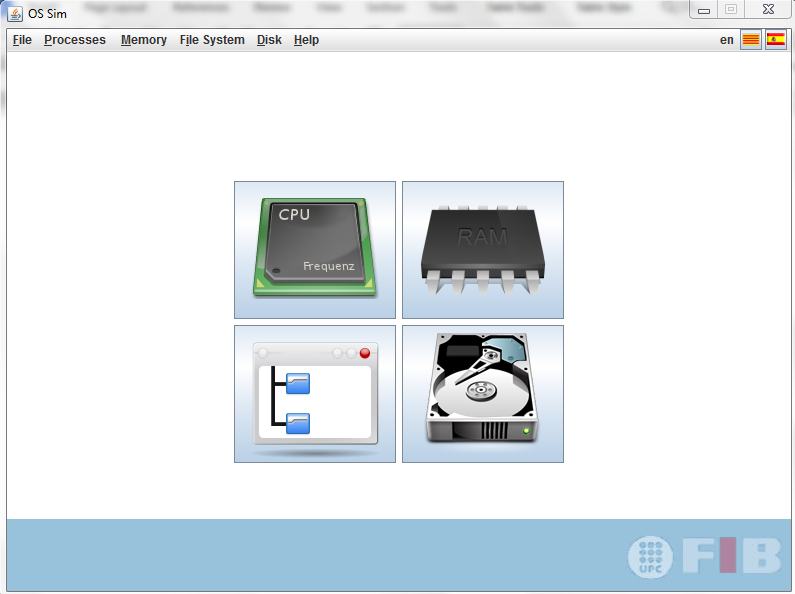 OS Sim
File Processes Memory File System Disk Help en
CPU
Frequenz
RAM
UPC
FIB